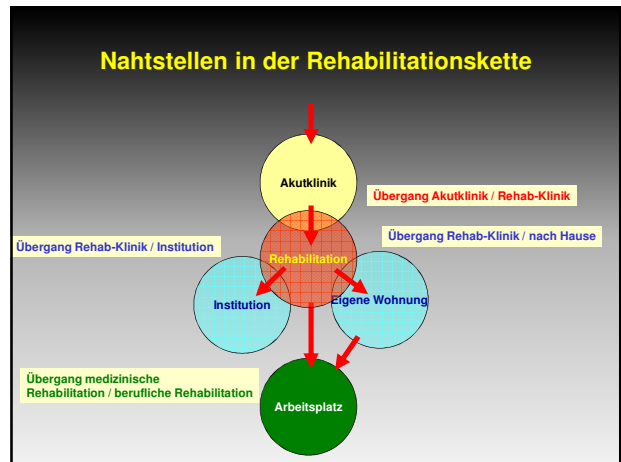 Nahtstellen in der Rehabilitationskette
Akutklinik
Übergang Akutklinik / Rehab-Klinik
Übergang Rehab-Klinik / nach Hause
Übergang Rehab-Klinik / Institution
Rehabilitation
Institution
Eigene Wohnung
Übergang medizinische
Rehabilitation / berufliche Rehabilitation
Arbeitsplatz